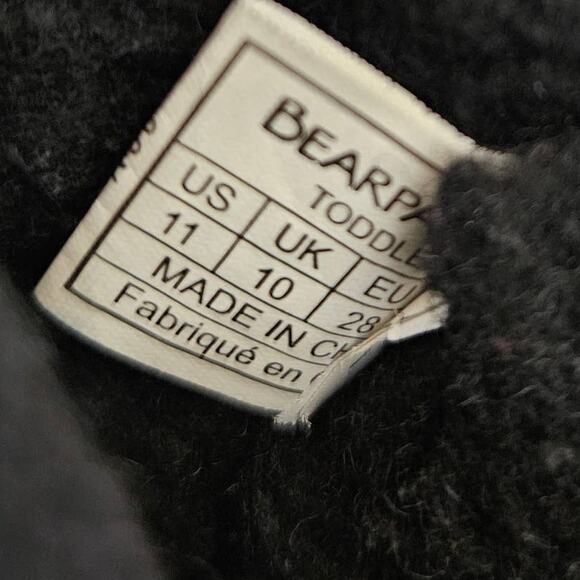 BEARPA
TODDLE
US UK EU
11 10 28
MADE IN CH
Fabriqué en